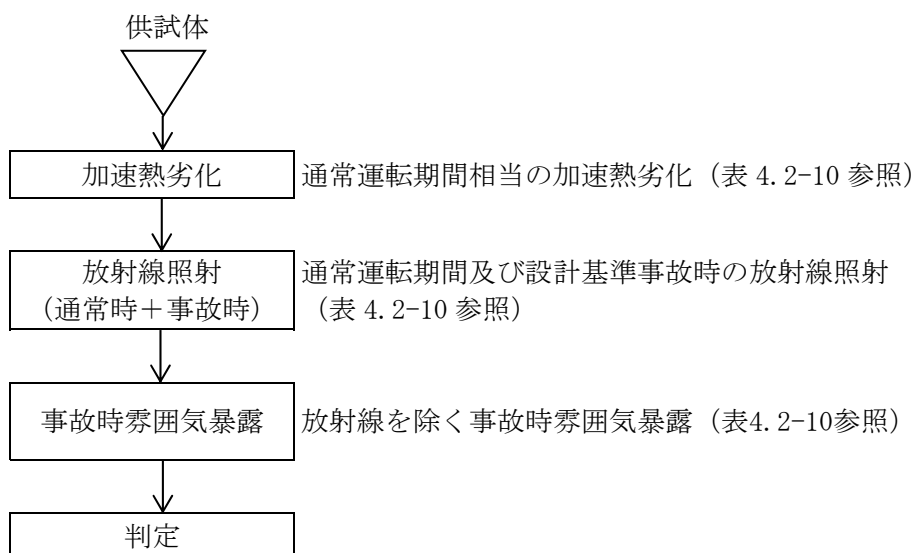 供試体
加速熱劣化
通常運転期間相当の加速熱劣化（表 4.2-10 参照）
放射線照射
（通常時＋事故時）
通常運転期間及び設計基準事故時の放射線照射
（表 4.2-10 参照）
事故時雰囲気暴露
放射線を除く事故時雰囲気暴露（表4.2-10参照）
判定